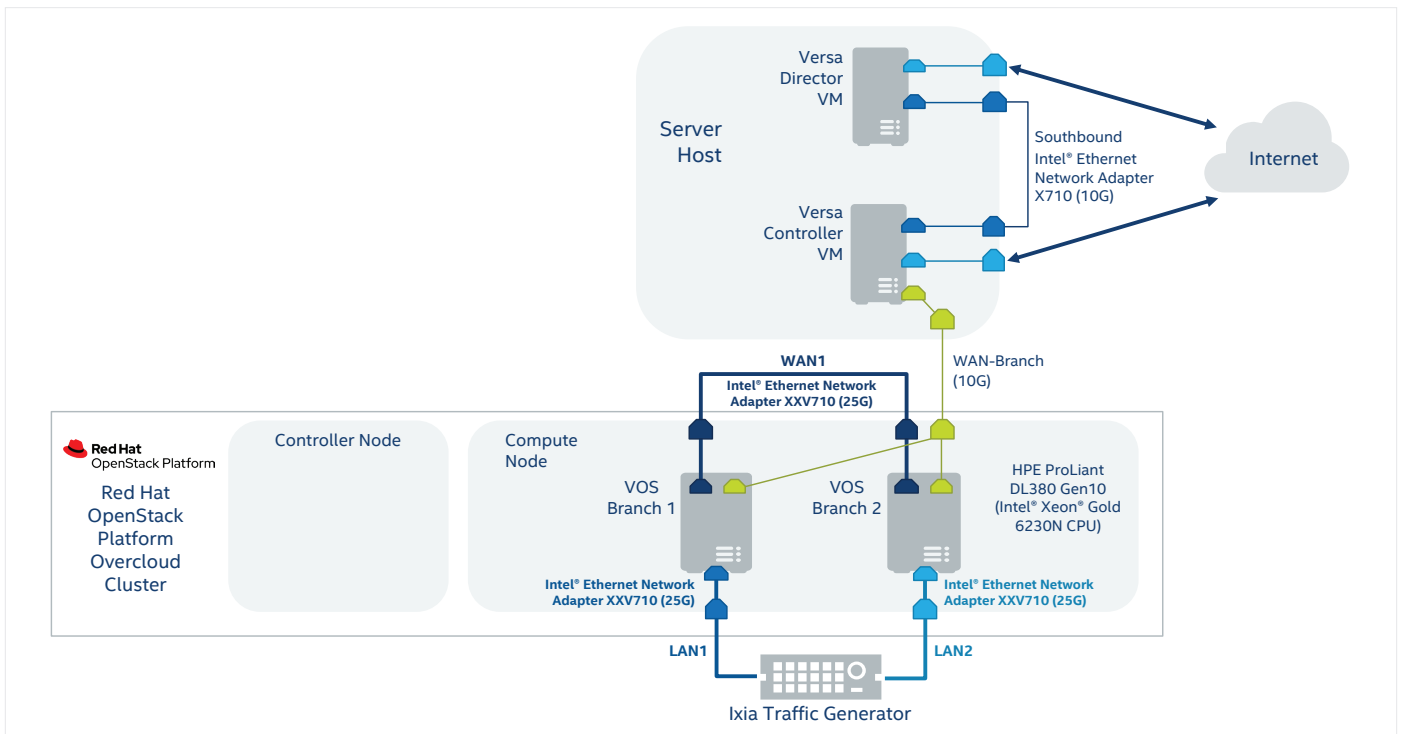 Versa
Director
VM
Server
Host
Southbound
Intel® Ethernet
Network Adapter
X710 (10G)
Internet
Versa
Controller
VM
WAN1
Intel® Ethernet Network
Adapter XXV710 (25G)
WAN-Branch
(10G)
Red Hat
OpenStack Platform
Red Hat
OpenStack
Platform
Overcloud
Cluster
Controller Node
Compute
Node
VOS
Branch 1
VOS
Branch 2
HPE ProLiant
DL380 Gen10
(Intel® Xeon® Gold
6230N CPU)
Intel® Ethernet Network
Adapter XXV710 (25G)
Intel® Ethernet Network
Adapter XXV710 (25G)
LAN1
LAN2
Ixia Traffic Generator